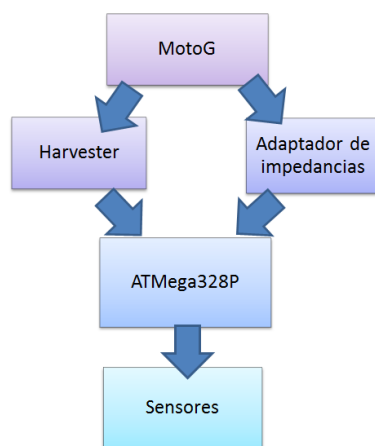 MotoG
Harvester
Adaptador de
impedancias
ATMega328P
Sensores